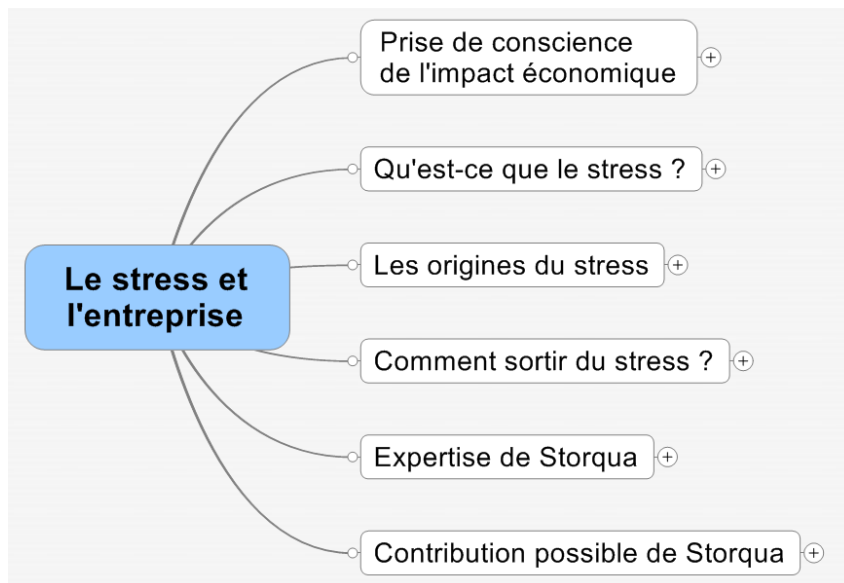 Prise de conscience
de l'impact économique
Qu'est-ce que le stress ?
Le stress et
l'entreprise
Les origines du stress
Comment sortir du stress ?
Expertise de Storqua
Contribution possible de Storqua